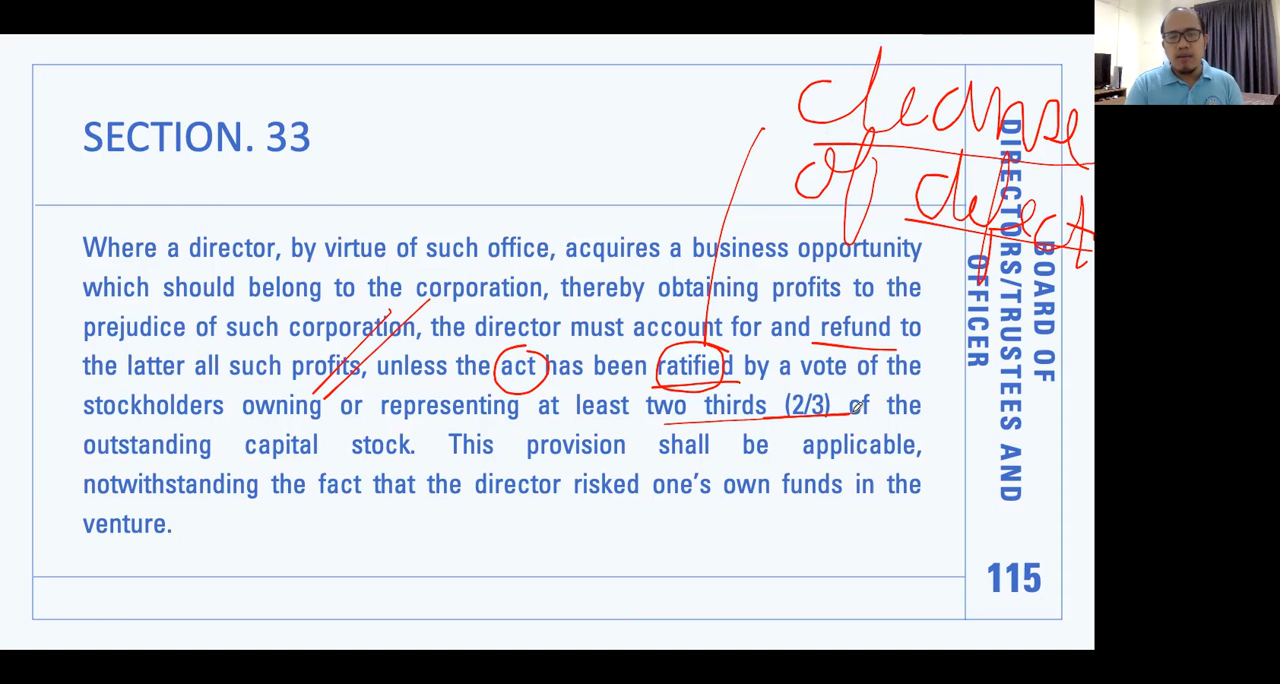 SECTION. 33
cleanse
of defect
Where a director, by virtue of such office, acquires a business opportunity
which should belong to the corporation, thereby obtaining profits to the
prejudice of such corporation, the director must account for and refund to
the latter all such profits, unless the act has been ratified by a vote of the
stockholders owning or representing at least two thirds (2/3) of the
outstanding capital stock. This provision shall be applicable,
notwithstanding the fact that the director risked one's own funds in the
venture.
BOARD OF
DIRECTORS/TRUSTEES AND
OFFICER
115